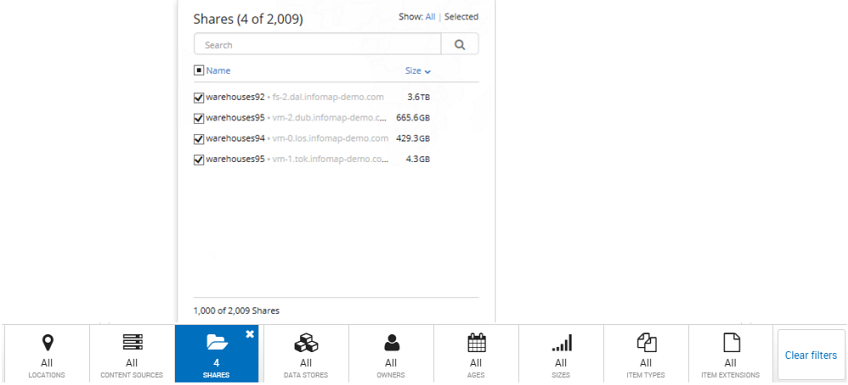 Shares (4 of 2,009)
Show: All | Selected
Search
Name
Size
warehouses92 • fs-2.dal.infomap-demo.com 3.6TB
warehouses95 • vm-2.dub.infomap-demo.c... 665.6GB
warehouses94 • vm-0.los.infomap-demo.com 429.3GB
warehouses95 • vm-1.tok.infomap-demo.co... 4.3GB
1,000 of 2,009 Shares
All
LOCATIONS
All
CONTENT SOURCES
4
SHARES
All
DATA STORES
All
OWNERS
All
AGES
All
SIZES
All
ITEM TYPES
All
ITEM EXTENSIONS
Clear filters